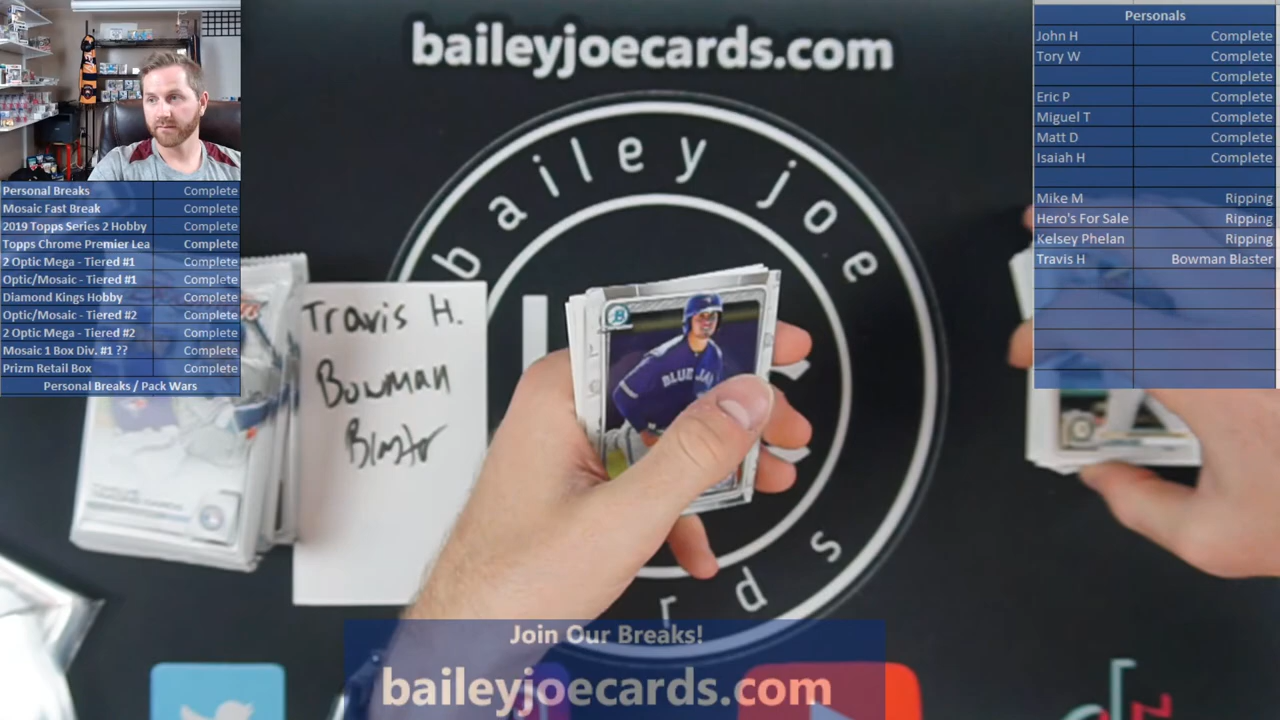 baileyjoecards.com
Personal Breaks Complete
Mosaic Fast Break Complete
2019 Topps Series 2 Hobby Complete
Topps Chrome Premier Lea Complete
2 Optic Mega - Tiered #1 Complete
Optic/Mosaic - Tiered #1 Complete
Diamond Kings Hobby Complete
Optic/Mosaic - Tiered #2 Complete
2 Optic Mega - Tiered #2 Complete
Mosaic 1 Box Div. #1 ?? Complete
Prizm Retail Box Complete
Personal Breaks / Pack Wars
Personals
John H Complete
Tory W Complete
Complete
Eric P Complete
Miguel T Complete
Matt D Complete
Isaiah H Complete
Mike M Ripping
Hero's For Sale Ripping
Kelsey Phelan Ripping
Travis H Bowman Blaster
bailey joe
rds
Travis H.
Bowman
Blaster
B
BLUE JA
Join Our Breaks!
baileyjoecards.com